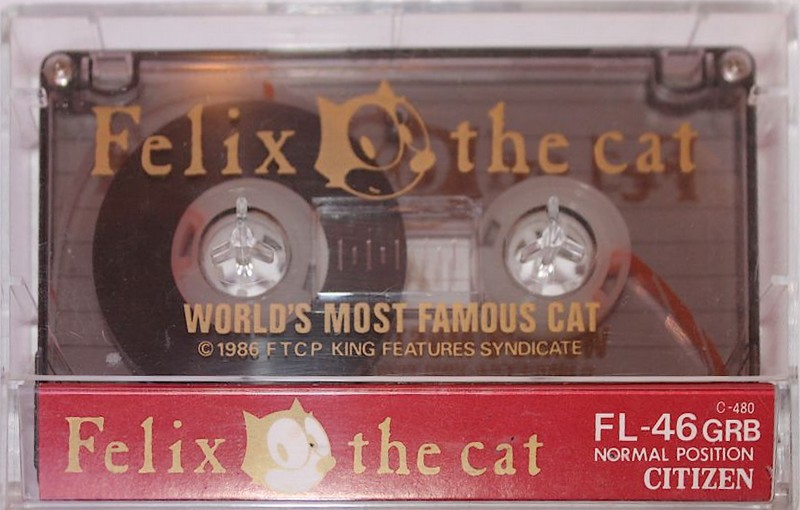 Felix the cat
WORLD'S MOST FAMOUS CAT
© 1986 F T C P KING FEATURES SYNDICATE
Felix the cat
C-480
FL-46 GRB
NORMAL POSITION
CITIZEN